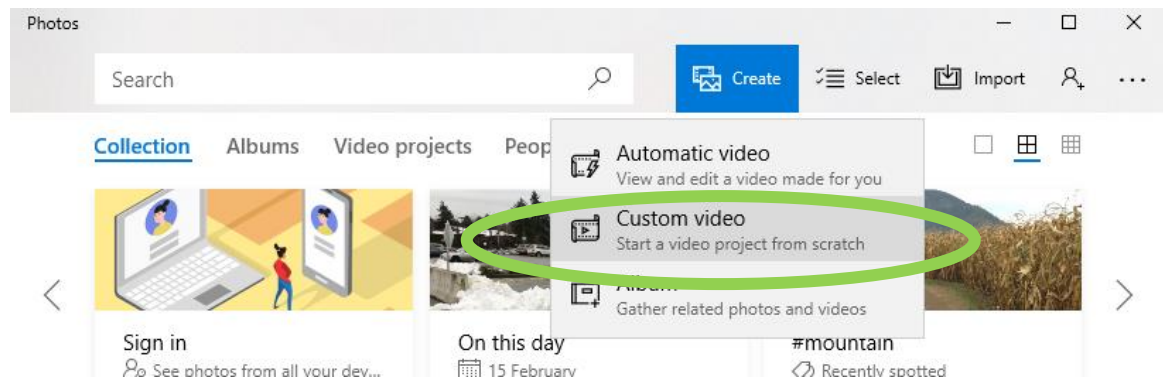 Photos
Search
Create
Select
Import
Collection Albums Video projects Peop
Automatic video
View and edit a video made for you
Custom video
Start a video project from scratch
Album
Gather related photos and videos
Sign in
See photos from all your dev...
On this day
15 February
#mountain
Recently spotted